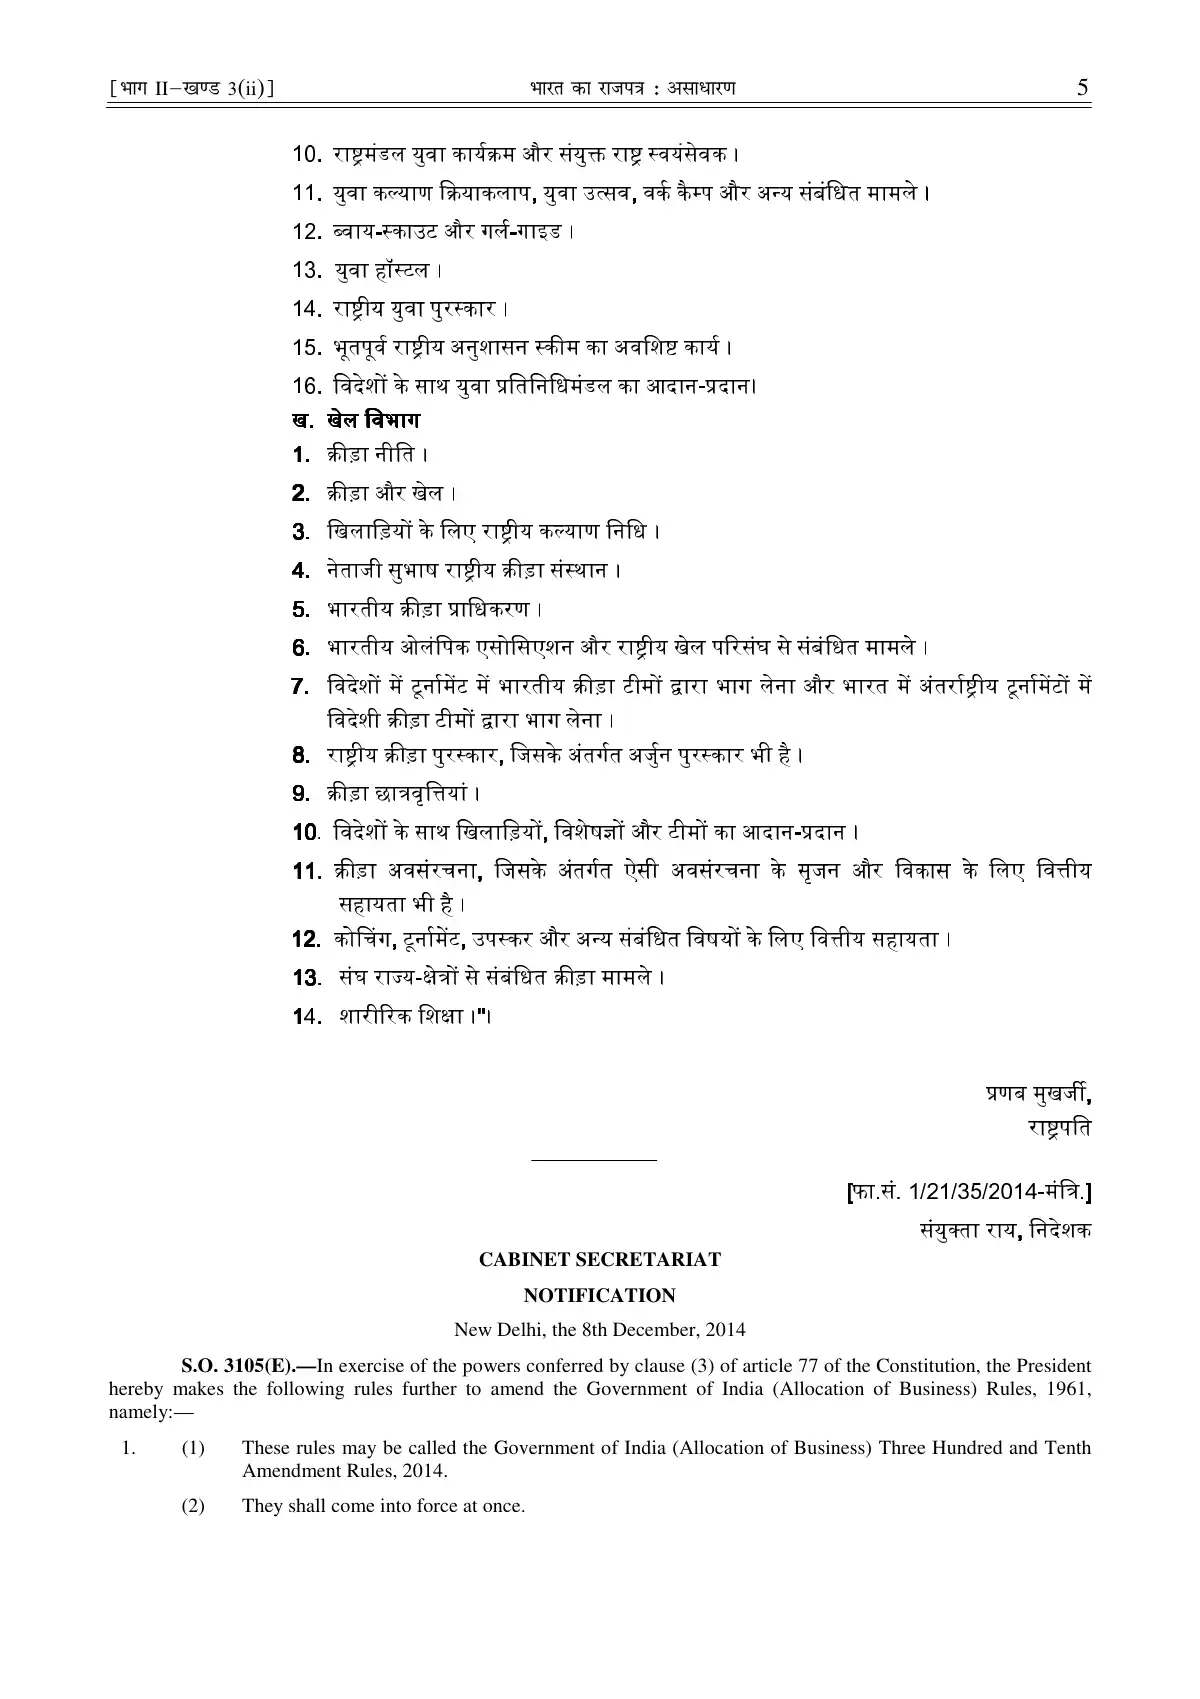 [भाग II–खण्ड 3(ii)] भारत का राजपत्र : असाधारण 5
10. राष्ट्रमंडल युवा कार्यक्रम और संयुक्त राष्ट्र स्वयंसेवक ।
11. युवा कल्याण क्रियाकलाप, युवा उत्सव, वर्क कैम्प और अन्य संबंधित मामले ।
12. ब्वाय-स्काउट और गर्ल-गाइड ।
13. युवा हॉस्टल ।
14. राष्ट्रीय युवा पुरस्कार ।
15. भूतपूर्व राष्ट्रीय अनुशासन स्कीम का अवशिष्ट कार्य ।
16. विदेशों के साथ युवा प्रतिनिधिमंडल का आदान-प्रदान।
ख. खेल विभाग
1. क्रीड़ा नीति ।
2. क्रीड़ा और खेल ।
3. खिलाड़ियों के लिए राष्ट्रीय कल्याण निधि ।
4. नेताजी सुभाष राष्ट्रीय क्रीड़ा संस्थान ।
5. भारतीय क्रीड़ा प्राधिकरण ।
6. भारतीय ओलंपिक एसोसिएशन और राष्ट्रीय खेल परिसंघ से संबंधित मामले ।
7. विदेशों में टूर्नामेंट में भारतीय क्रीड़ा टीमों द्वारा भाग लेना और भारत में अंतर्राष्ट्रीय टूर्नामेंटों में
विदेशी क्रीड़ा टीमों द्वारा भाग लेना ।
8. राष्ट्रीय क्रीड़ा पुरस्कार, जिसके अंतर्गत अर्जुन पुरस्कार भी है ।
9. क्रीड़ा छात्रवृत्तियां ।
10. विदेशों के साथ खिलाड़ियों, विशेषज्ञों और टीमों का आदान-प्रदान ।
11. क्रीड़ा अवसंरचना, जिसके अंतर्गत ऐसी अवसंरचना के सृजन और विकास के लिए वित्तीय
सहायता भी है ।
12. कोचिंग, टूर्नामेंट, उपस्कर और अन्य संबंधित विषयों के लिए वित्तीय सहायता ।
13. संघ राज्य-क्षेत्रों से संबंधित क्रीड़ा मामले ।
14. शारीरिक शिक्षा ।"।
प्रणब मुखर्जी,
राष्ट्रपति
[फा.सं. 1/21/35/2014-मंत्रि.]
संयुक्ता राय, निदेशक
CABINET SECRETARIAT
NOTIFICATION
New Delhi, the 8th December, 2014
S.O. 3105(E).—In exercise of the powers conferred by clause (3) of article 77 of the Constitution, the President
hereby makes the following rules further to amend the Government of India (Allocation of Business) Rules, 1961,
namely:—
1. (1) These rules may be called the Government of India (Allocation of Business) Three Hundred and Tenth
Amendment Rules, 2014.
(2) They shall come into force at once.